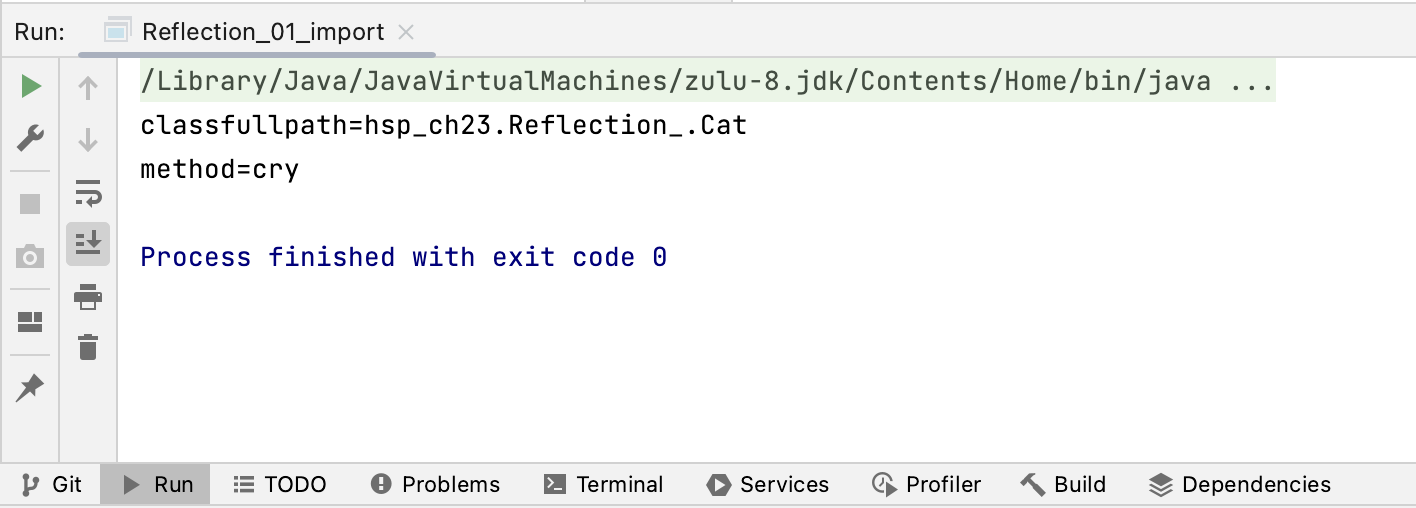 Run: Reflection_01_import
/Library/Java/JavaVirtualMachines/zulu-8.jdk/Contents/Home/bin/java ...
classfullpath=hsp_ch23.Reflection_.Cat
method=cry
Process finished with exit code 0
Git Run TODO Problems Terminal Services Profiler Build Dependencies